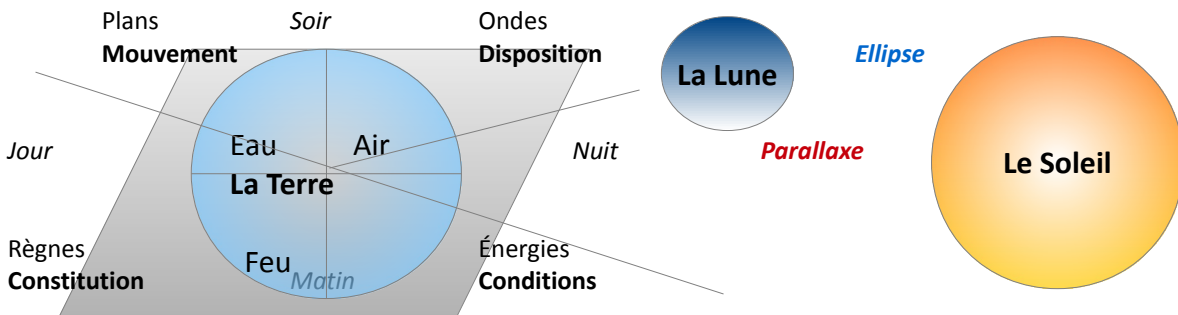 Plans
Mouvement
Soir
Ondes
Disposition
La Lune
Ellipse
Eau
Air
Jour
Nuit
Parallaxe
Le Soleil
La Terre
Règnes
Constitution
Feu
Matin
Énergies
Conditions